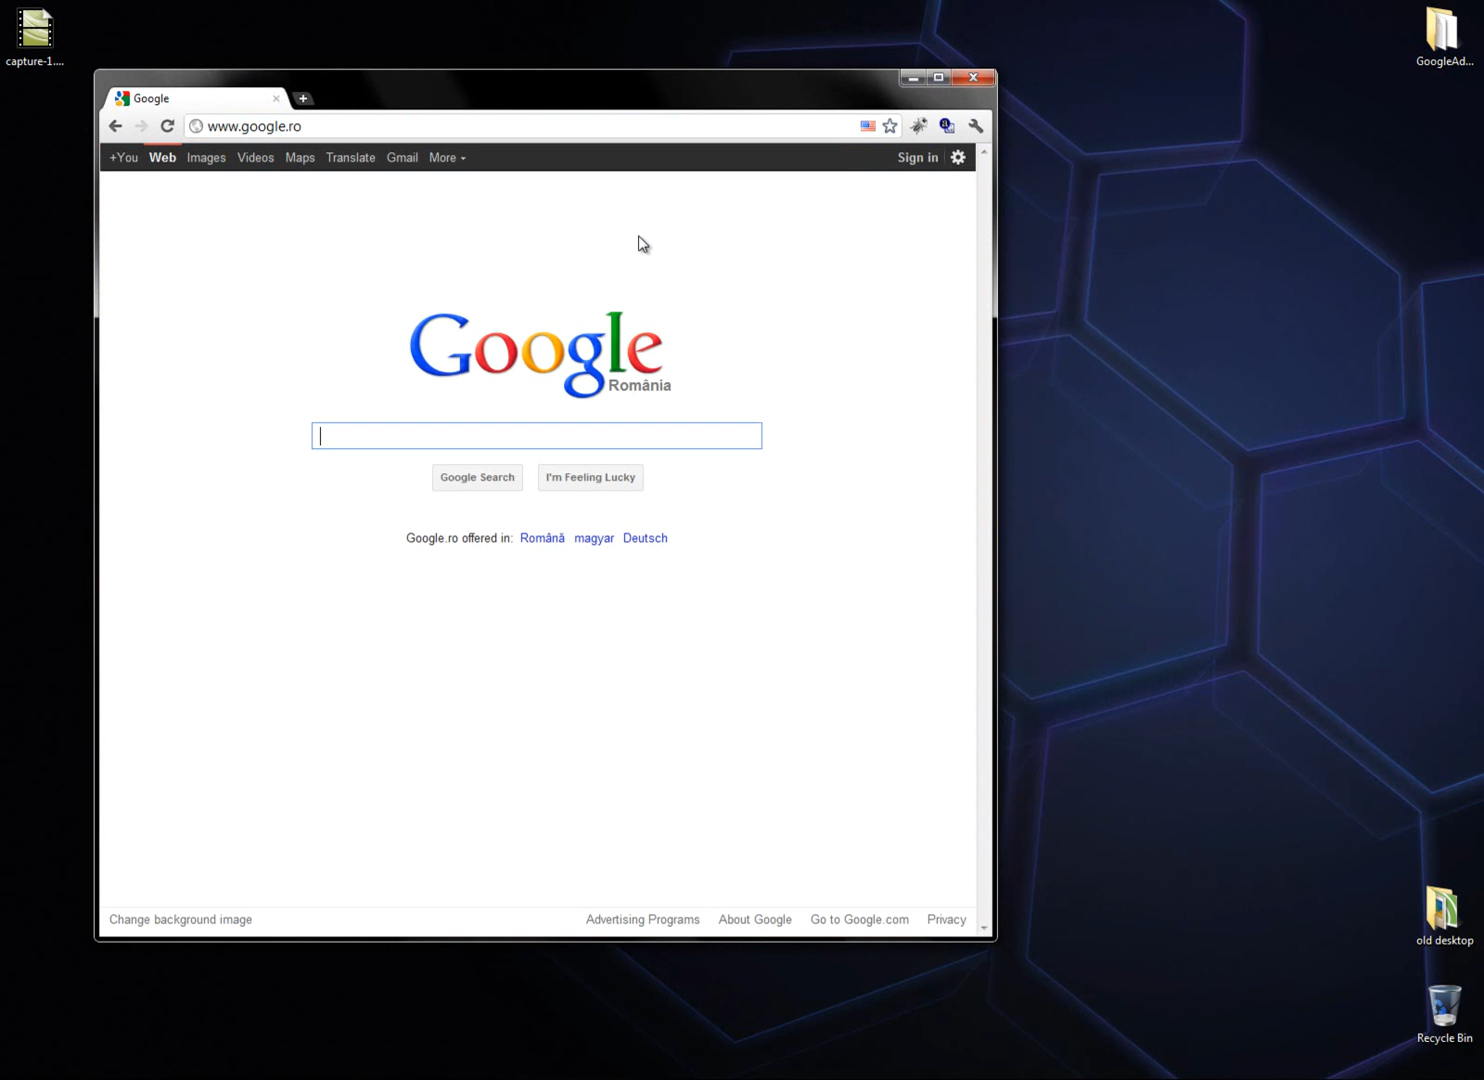 capture-1....
GoogleAd...
Google
www.google.ro
+You Web Images Videos Maps Translate Gmail More Sign in
Google
România
Google Search I'm Feeling Lucky
Google.ro offered in: Română magyar Deutsch
Change background image Advertising Programs About Google Go to Google.com Privacy
old desktop
Recycle Bin